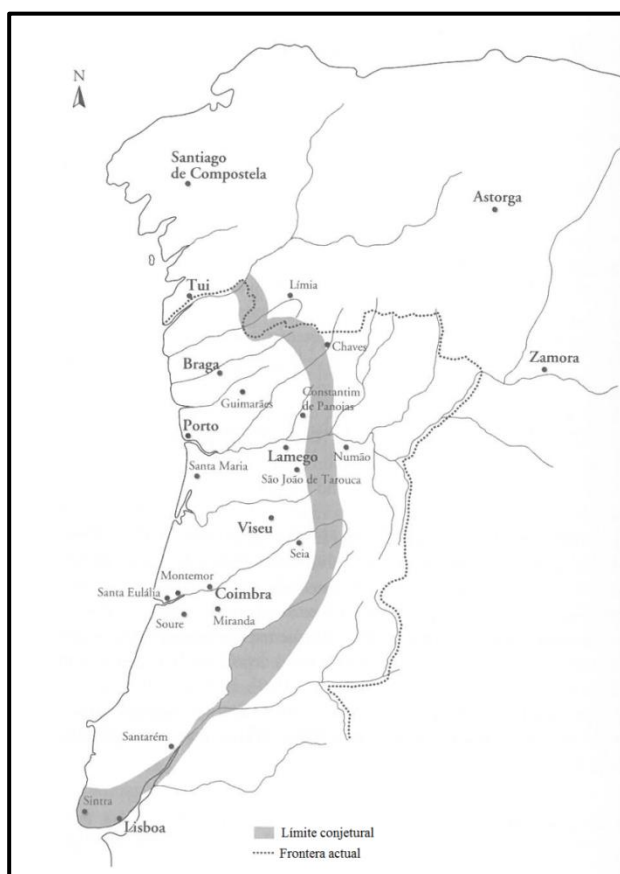 N
Santiago
de Compostela
Astorga
Tui
Límia
Chaves
Braga
Zamora
Guimarães
Constantim
de Panoias
Porto
Lamego
Numão
Santa Maria
São João de Tarouca
Viseu
Seia
Montemor
Santa Eulália
Coimbra
Soure
Miranda
Santarém
Sintra
Lisboa
Límite conjetural
Frontera actual